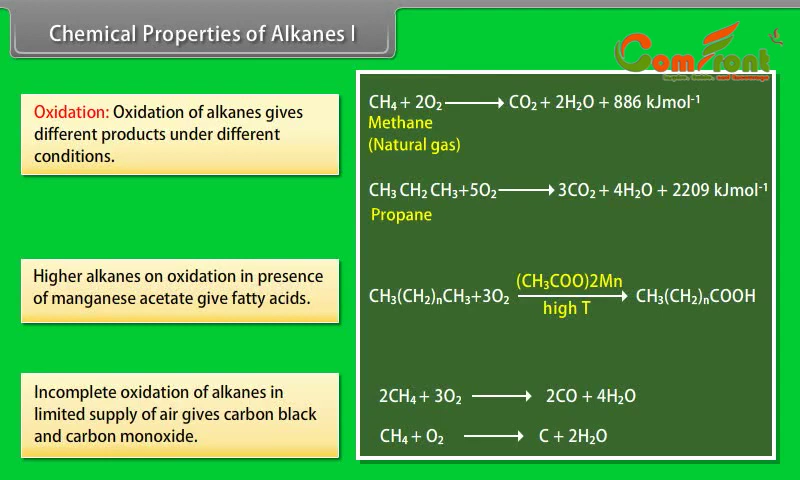 Chemical Properties of Alkanes I
ComFront
Oxidation: Oxidation of alkanes gives
different products under different
conditions.
CH₄ + 2O₂ ⟶ CO₂ + 2H₂O + 886 kJmol⁻¹
Methane
(Natural gas)
CH₃ CH₂ CH₃+5O₂ ⟶ 3CO₂ + 4H₂O + 2209 kJmol⁻¹
Propane
Higher alkanes on oxidation in presence
of manganese acetate give fatty acids.
(CH₃COO)2Mn
CH₃(CH₂)ₙCH₃+3O₂ ⟶ CH₃(CH₂)ₙCOOH
high T
Incomplete oxidation of alkanes in
limited supply of air gives carbon black
and carbon monoxide.
2CH₄ + 3O₂ ⟶ 2CO + 4H₂O
CH₄ + O₂ ⟶ C + 2H₂O